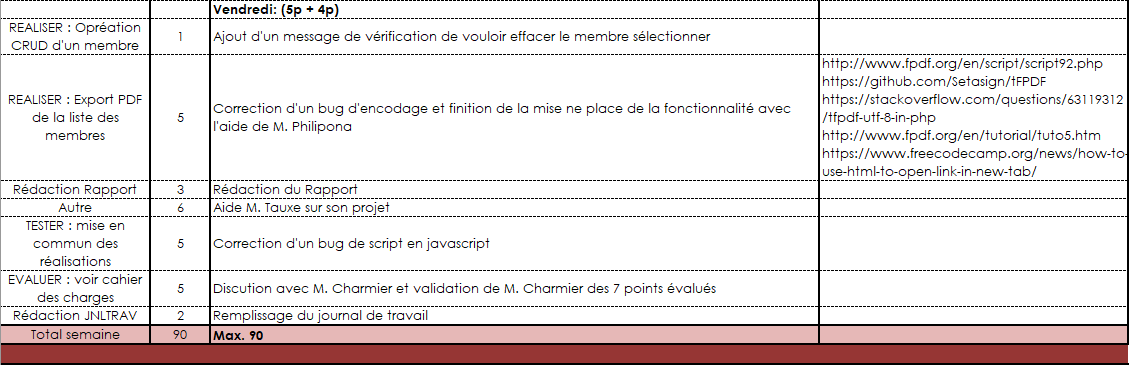 Vendredi: (5p + 4p)
REALISER : Opréation
CRUD d'un membre
1
Ajout d'un message de vérification de vouloir effacer le membre sélectionner
REALISER : Export PDF
de la liste des
membres
5
Correction d'un bug d'encodage et finition de la mise ne place de la fonctionnalité avec
l'aide de M. Philipona
http://www.fpdf.org/en/script/script92.php
https://github.com/Setasign/tFPDF
https://stackoverflow.com/questions/63119312
/tfpdf-utf-8-in-php
http://www.fpdf.org/en/tutorial/tuto5.htm
https://www.freecodecamp.org/news/how-to-
use-html-to-open-link-in-new-tab/
Rédaction Rapport
3
Rédaction du Rapport
Autre
6
Aide M. Tauxe sur son projet
TESTER : mise en
commun des
réalisations
5
Correction d'un bug de script en javascript
EVALUER : voir cahier
des charges
5
Discution avec M. Charmier et validation de M. Charmier des 7 points évalués
Rédaction JNLTRAV
2
Remplissage du journal de travail
Total semaine
90
Max. 90